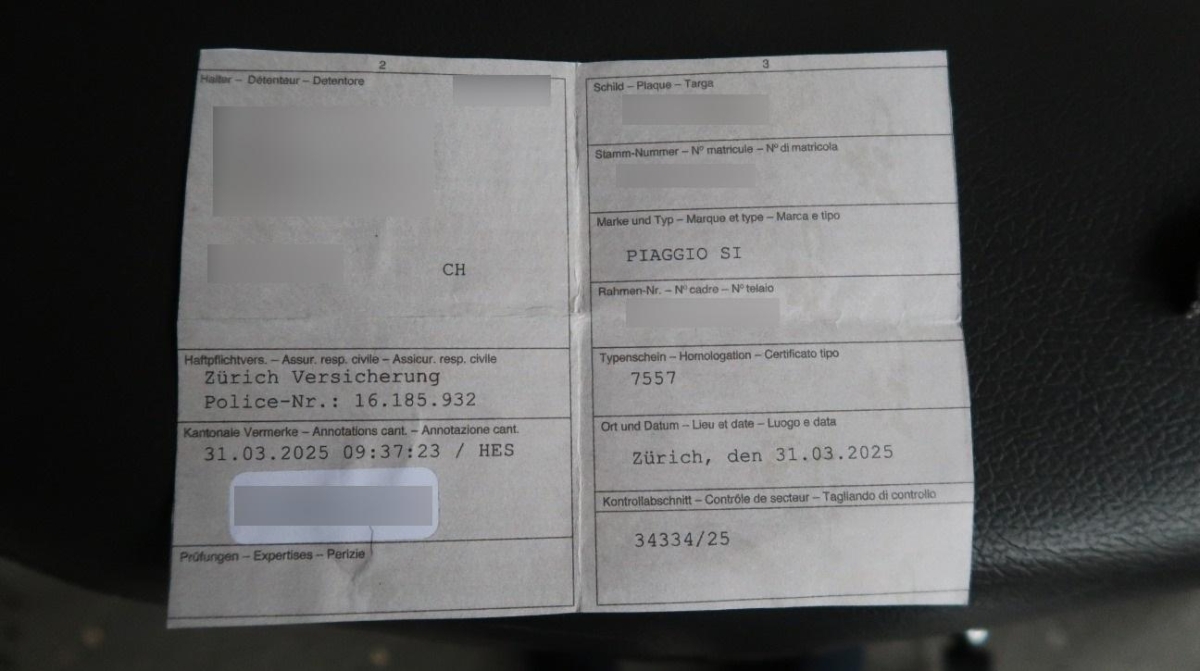 2
Halter – Détenteur – Detentore
CH
Haftpflichtvers. – Assur. resp. civile – Assicur. resp. civile
Zürich Versicherung
Police-Nr.: 16.185.932
Kantonale Vermerke – Annotations cant. – Annotazione cant.
31.03.2025 09:37:23 / HES
Prüfungen – Expertises – Perizie
3
Schild – Plaque – Targa
Stamm-Nummer – Nº matricule – Nº di matricola
Marke und Typ – Marque et type – Marca e tipo
PIAGGIO SI
Rahmen-Nr. – Nº cadre – Nº telaio
Typenschein – Homologation – Certificato tipo
7557
Ort und Datum – Lieu et date – Luogo e data
Zürich, den 31.03.2025
Kontrollabschnitt – Contrôle de secteur – Tagliando di controllo
34334/25